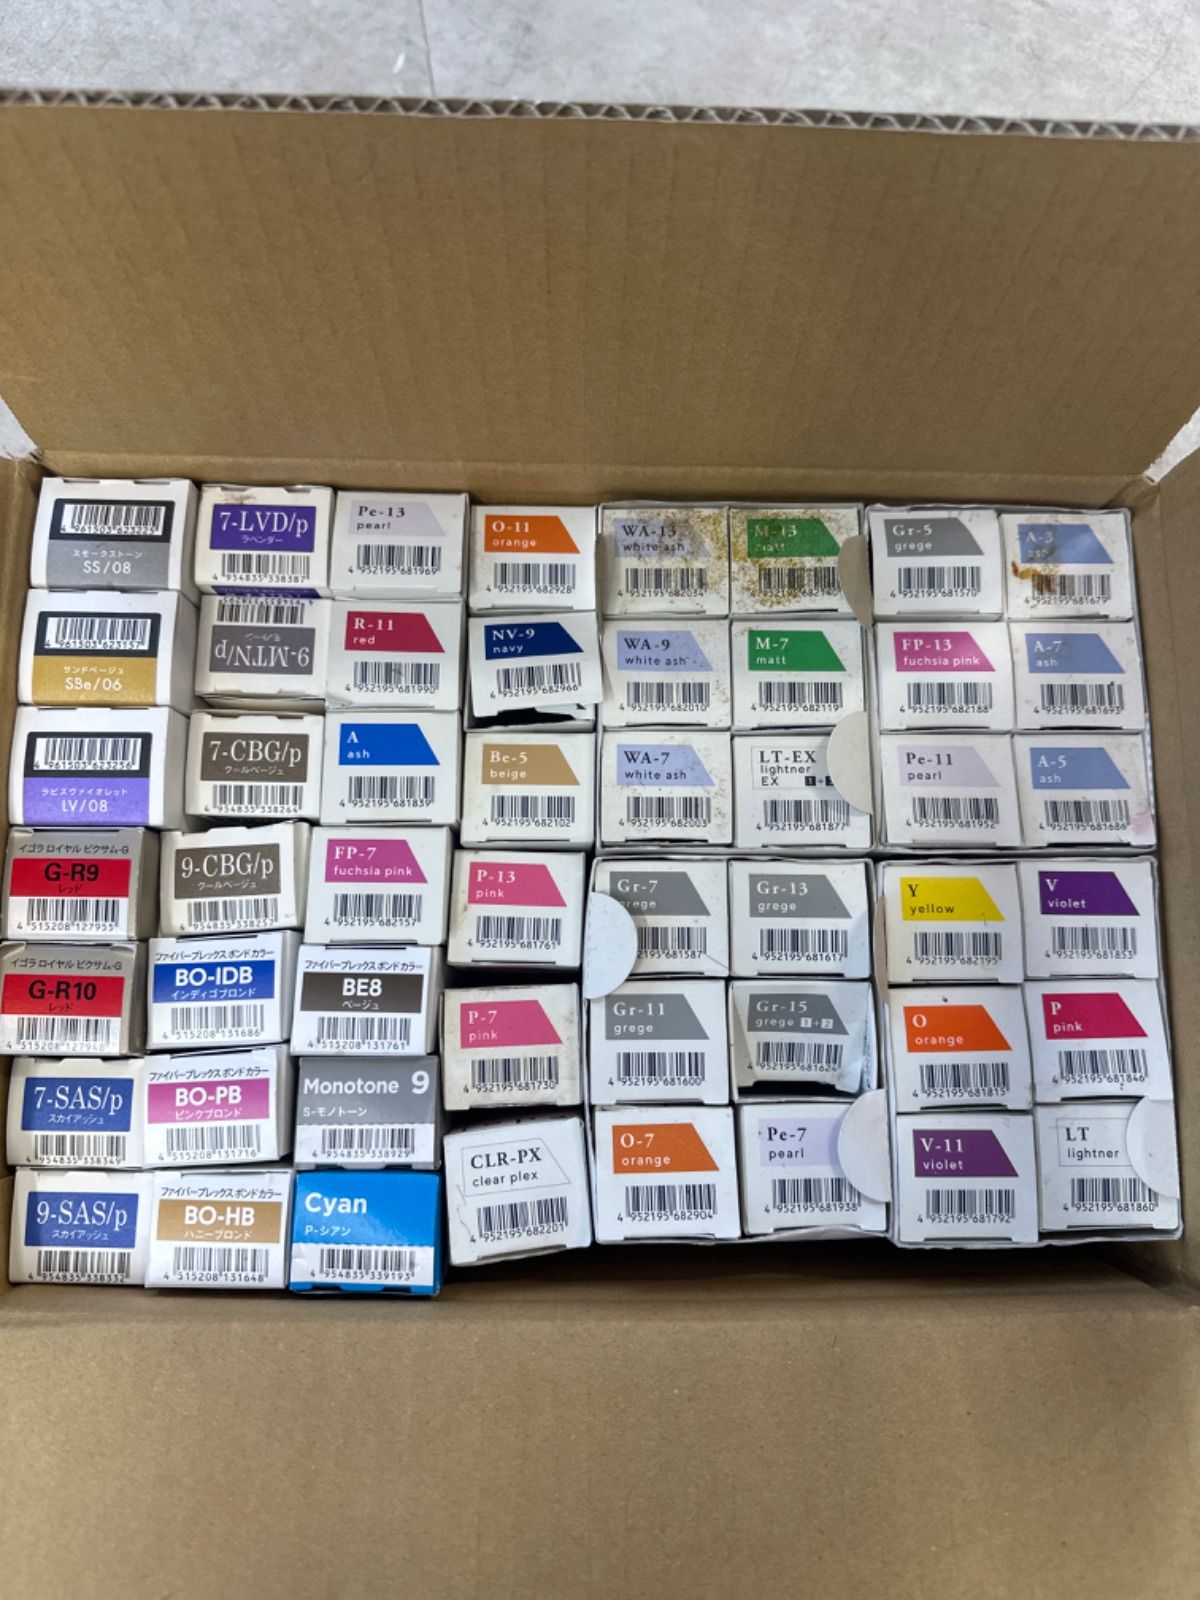 4 961503 623225
スモークストーン
SS/08
4 961503 623157
サンドベージュ
SBe/06
4 961503 623256
ラピスヴァイオレット
LV/08
イゴラ ロイヤル ピクサム-G
G-R9
レッド
4 515208 127955
イゴラ ロイヤル ピクサム-G
G-R10
レッド
4 515208 127948
7-SAS/p
スカイアッシュ
4 954835 338349
9-SAS/p
スカイアッシュ
4 954835 338332
7-LVD/p
ラベンダー
4 954835 338387
9-MTN/p
7-CBG/p
クールベージュ
4 954835 338264
9-CBG/p
クールベージュ
4 954835 338257
ファイバープレックス ボンド カラー
BO-IDB
インディゴブロンド
4 515208 131686
ファイバープレックス ボンド カラー
BO-PB
ピンクブロンド
4 515208 131716
ファイバープレックス ボンド カラー
BO-HB
ハニーブロンド
4 515208 131648
Pe-13
pearl
4 952195 681969
R-11
red
4 952195 681990
A
ash
4 952195 681839
FP-7
fuchsia pink
4 952195 682157
ファイバープレックス ボンド カラー
BE8
ベージュ
4 515208 131761
Monotone 9
S-モノトーン
4 954835 338929
Cyan
P-シアン
4 954835 339193
O-11
orange
4 952195 682928
NV-9
navy
4 952195 682966
Be-5
beige
4 952195 682102
P-13
pink
4 952195 681761
P-7
pink
4 952195 681730
CLR-PX
clear plex
4 952195 682201
WA-13
white ash
4 952195 682034
M-13
matt
WA-9
white ash
4 952195 682010
M-7
matt
4 952195 682119
WA-7
white ash
4 952195 682003
LT-EX
lightner
EX 1+
4 952195 681877
Gr-7
grege
681587
Gr-13
grege
4 952195 681617
Gr-11
grege
4 952195 681600
Gr-15
grege 1+2
4 952195 681624
O-7
orange
4 952195 682904
Pe-7
pearl
4 952195 681938
Gr-5
grege
4 952195 681570
A-3
ash
4 952195 681679
FP-13
fuchsia pink
4 952195 682188
A-7
ash
4 952195 681693
Pe-11
pearl
4 952195 681952
A-5
ash
4 952195 681686
Y
yellow
4 952195 682195
V
violet
4 952195 681853
O
orange
4 952195 681815
P
pink
4 952195 681846
V-11
violet
4 952195 681792
LT
lightner
4 952195 681860